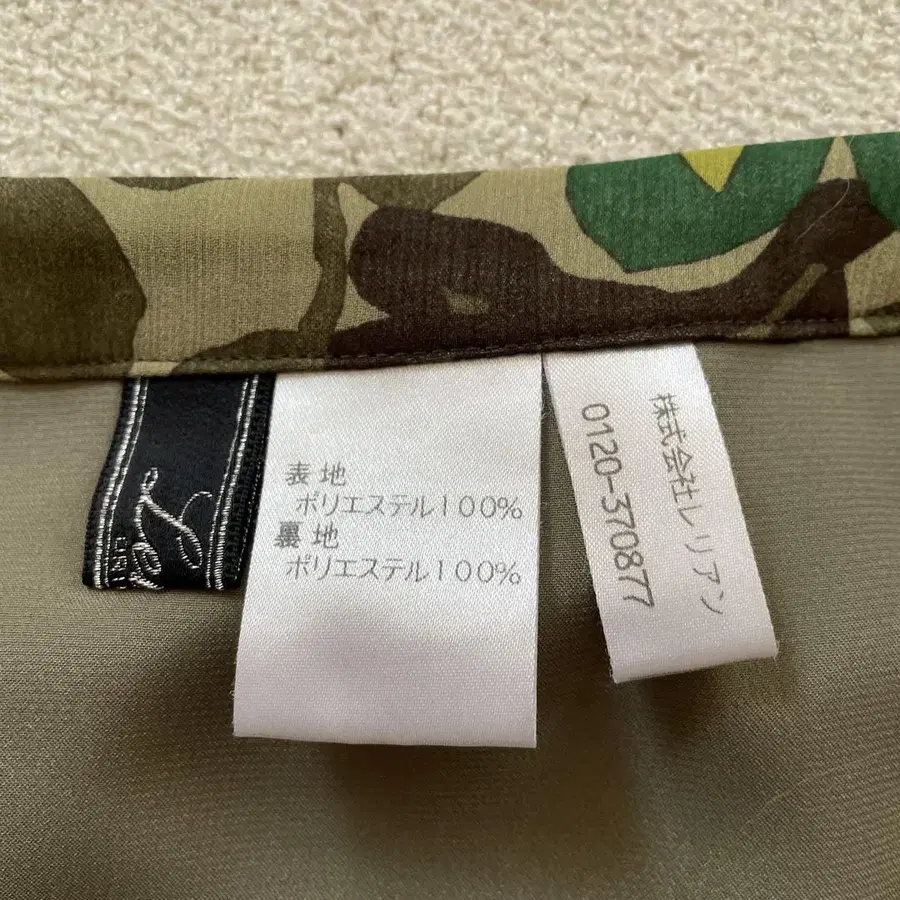 表地
ポリエステル100%
裏地
ポリエステル100%
株式会社レリアン
0120-370877